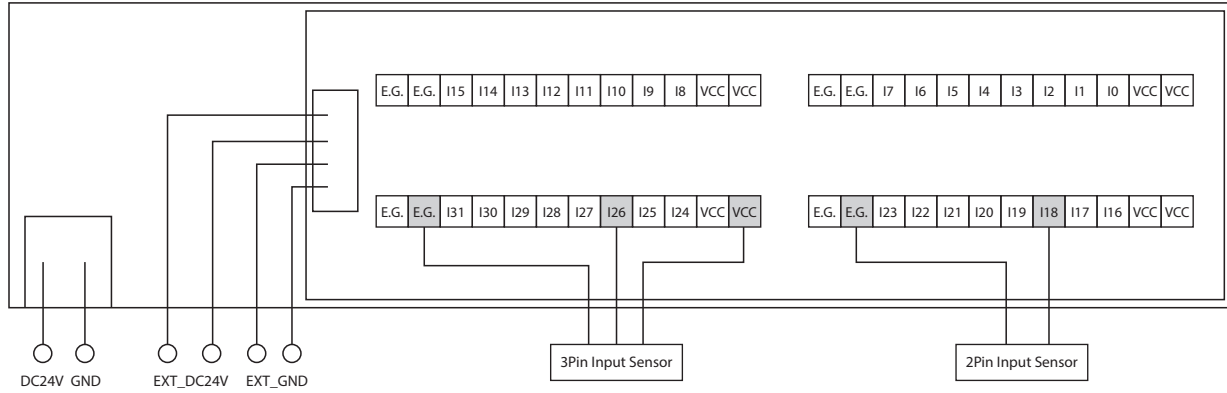 E.G. E.G. I15 I14 I13 I12 I11 I10 I9 I8 VCC VCC
E.G. E.G. I7 I6 I5 I4 I3 I2 I1 I0 VCC VCC
E.G. E.G. I31 I30 I29 I28 I27 I26 I25 I24 VCC VCC
E.G. E.G. I23 I22 I21 I20 I19 I18 I17 I16 VCC VCC
3Pin Input Sensor
2Pin Input Sensor
DC24V GND EXT_DC24V EXT_GND